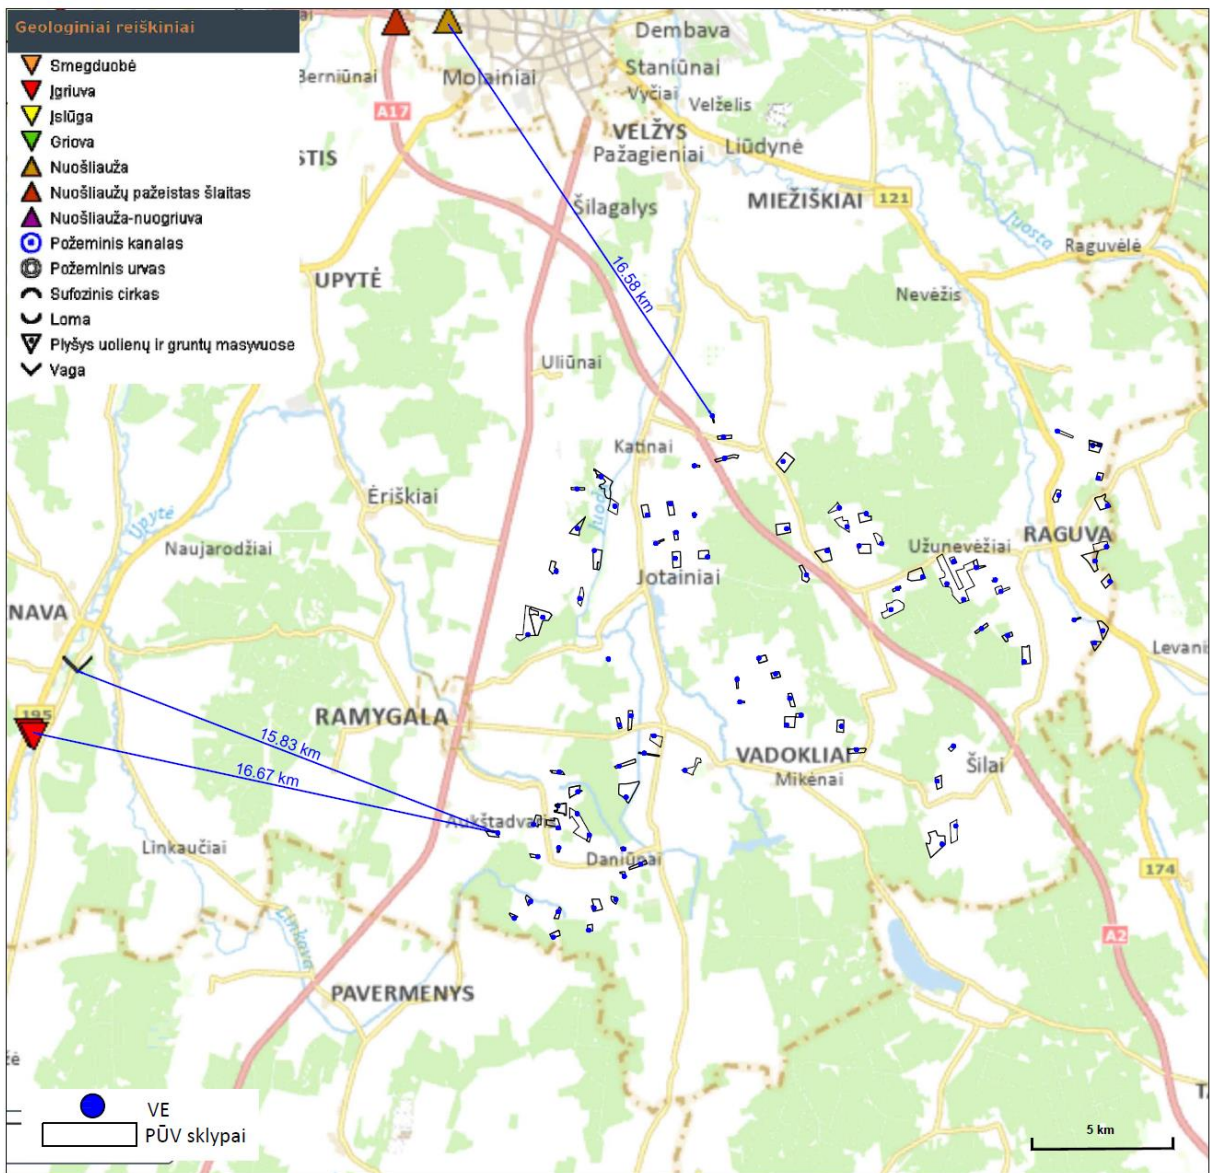 Geologiniai reiškiniai
Smegduobė
Įgriuva
Įslūga
Griova
Nuošliauža
Nuošliaužų pažeistas šlaitas
Nuošliauža-nuogriuva
Požeminis kanalas
Požeminis urvas
Sufozinis cirkas
Loma
Plyšys uolienų ir gruntų masyvuose
Vaga
Dembava
Staniūnai
Berniūnai
Molainiai
Vyčiai
Velželis
A17
VELŽYS
Pažagieniai
Liūdynė
STIS
MIEŽIŠKIAI
121
Šilagalys
Juosta
Raguvėlė
UPYTĖ
16.58 km
Nevėžis
Uliūnai
Katinai
Ėriškiai
Juod
Upytė
Naujarodžiai
RAGUVA
Užunevėžiai
Jotainiai
NAVA
Levani
195
RAMYGALA
15.83 km
16.67 km
VADOKLIAI
Mikėnai
Šilai
Aukštadvaris
Linkaučiai
Daniūnai
174
Linkava
A2
PAVERMENYS
VE
PŪV sklypai
5 km